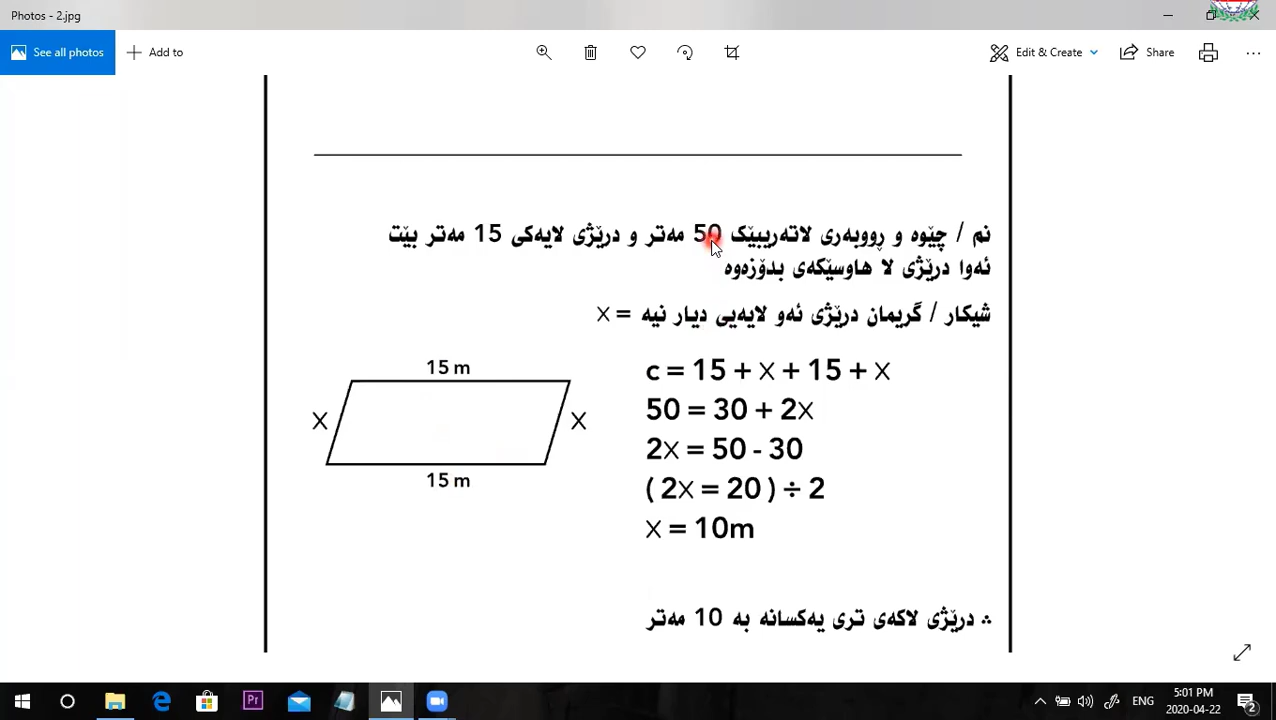 Photos - 2.jpg
See all photos
Add to
Edit & Create
Share
نم / چێوە و ڕووبەری لاتەریبێک 50 مەتر و درێژی لایەکی 15 مەتر بێت
ئەوا درێژی لا هاوسێکەی بدۆزەوە
شیکار / گریمان درێژی ئەو لایەیی دیار نیە = x
15 m
x
x
15 m
c = 15 + x + 15 + x
50 = 30 + 2x
2x = 50 - 30
( 2x = 20 ) ÷ 2
x = 10m
∴ درێژی لاکەی تری یەکسانە بە 10 مەتر
Pr
ENG
5:01 PM
2020-04-22
2